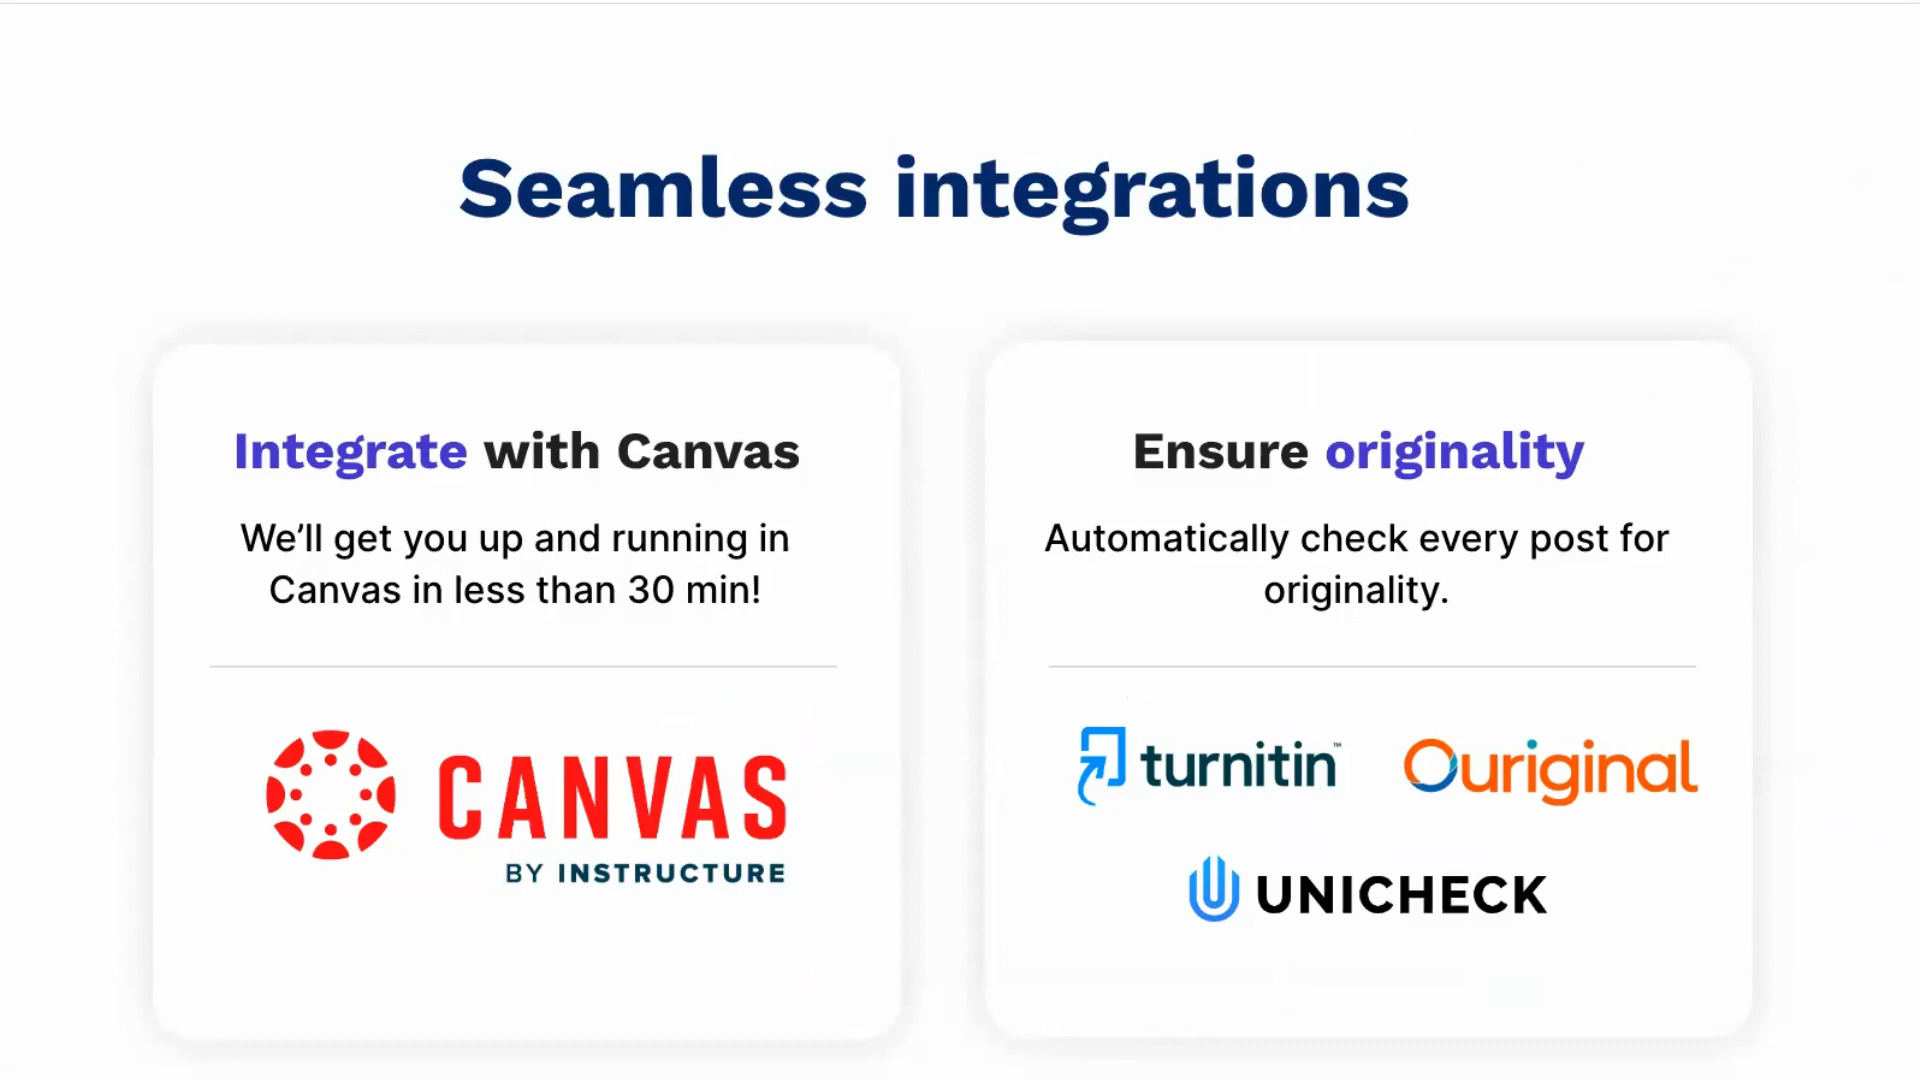 Seamless integrations
Integrate with Canvas
We’ll get you up and running in
Canvas in less than 30 min!
CANVAS
BY INSTRUCTURE
Ensure originality
Automatically check every post for
originality.
turnitin™
Ouriginal
UNICHECK